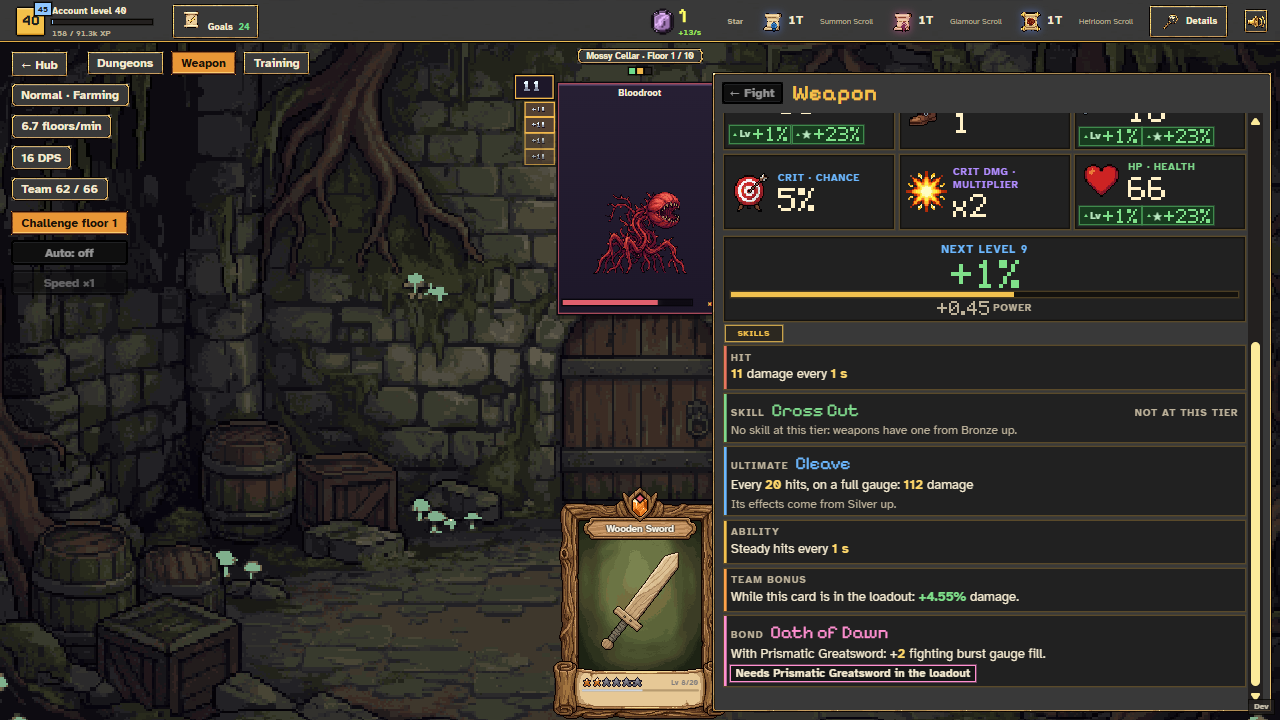 40
45
Account level 40
158 / 91.3k XP
Goals 24
1
+13/s
Star
1T
Summon Scroll
1T
Glamour Scroll
1T
Heirloom Scroll
Details
← Hub
Dungeons
Weapon
Training
Normal · Farming
6.7 floors/min
16 DPS
Team 62 / 66
Challenge floor 1
Auto: off
Speed ×1
Mossy Cellar · Floor 1 / 10
11
Bloodroot
Wooden Sword
Lv 8/20
← Fight
Weapon
Lv +1% ★ +23%
1
Lv +1% ★ +23%
CRIT · CHANCE
5%
CRIT DMG · MULTIPLIER
x2
HP · HEALTH
66
Lv +1% ★ +23%
NEXT LEVEL 9
+1%
+0.45 POWER
SKILLS
HIT
11 damage every 1 s
SKILL Cross Cut
NOT AT THIS TIER
No skill at this tier: weapons have one from Bronze up.
ULTIMATE Cleave
Every 20 hits, on a full gauge: 112 damage
Its effects come from Silver up.
ABILITY
Steady hits every 1 s
TEAM BONUS
While this card is in the loadout: +4.55% damage.
BOND Oath of Dawn
With Prismatic Greatsword: +2 fighting burst gauge fill.
Needs Prismatic Greatsword in the loadout
Dev